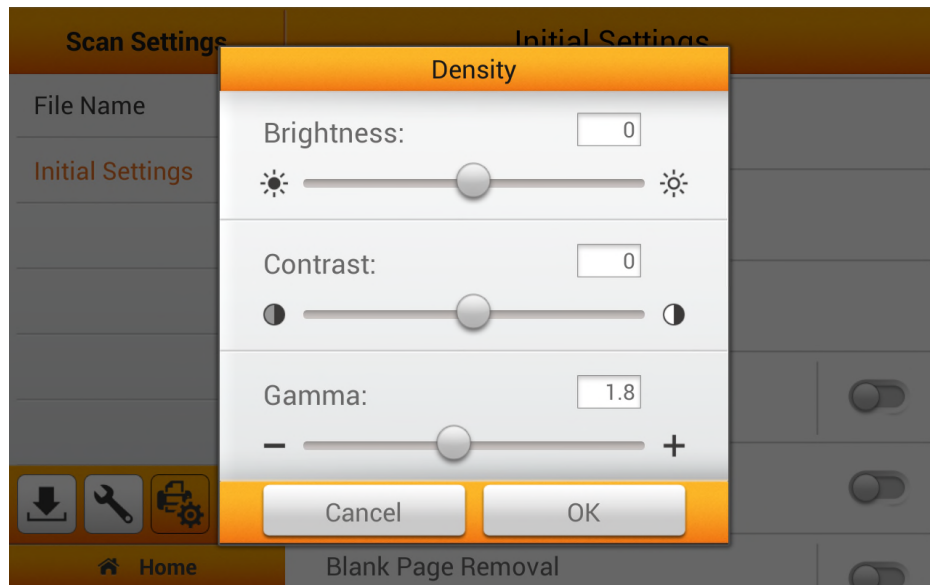 Scan Settings
Initial Settings
File Name
Initial Settings
Density
Brightness: 0
Contrast: 0
Gamma: 1.8
Cancel OK
Home
Blank Page Removal